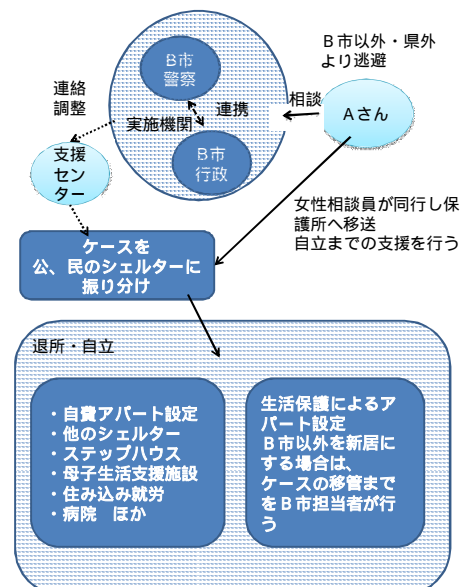 B市以外・県外
より逃避
B市
警察
連絡
調整
連携
相談
Aさん
実施機関
B市
行政
支援
セン
ター
女性相談員が同行し保
護所へ移送
自立までの支援を行う
ケースを
公、民のシェルターに
振り分け
退所・自立
・自費アパート設定
・他のシェルター
・ステップハウス
・母子生活支援施設
・住み込み就労
・病院　ほか
生活保護によるア
パート設定
B市以外を新居に
する場合は、
ケースの移管まで
をB市担当者が行
う